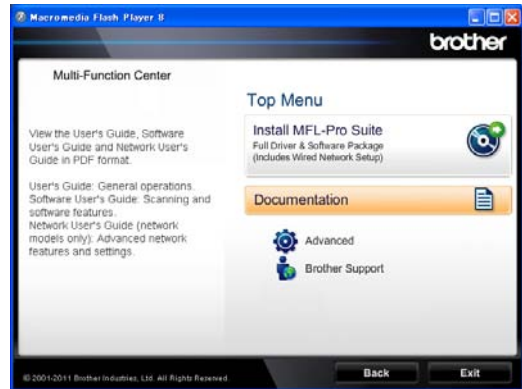 Macromedia Flash Player 8
brother
Multi-Function Center
View the User's Guide, Software
User's Guide and Network User's
Guide in PDF format.
User's Guide: General operations.
Software User's Guide: Scanning and
software features.
Network User's Guide (network
models only): Advanced network
features and settings.
Top Menu
Install MFL-Pro Suite
Full Driver & Software Package
(Includes Wired Network Setup)
Documentation
Advanced
Brother Support
© 2001-2011 Brother Industries, Ltd. All Rights Reserved.
Back
Exit